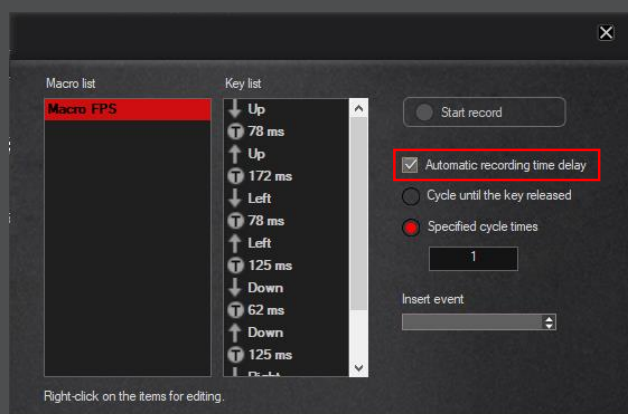 Macro list
Key list
Macro FPS
Up
T 78 ms
Up
T 172 ms
Left
T 78 ms
Left
T 125 ms
Down
T 62 ms
Down
T 125 ms
Start record
Automatic recording time delay
Cycle until the key released
Specified cycle times
1
Insert event
Right-click on the items for editing.